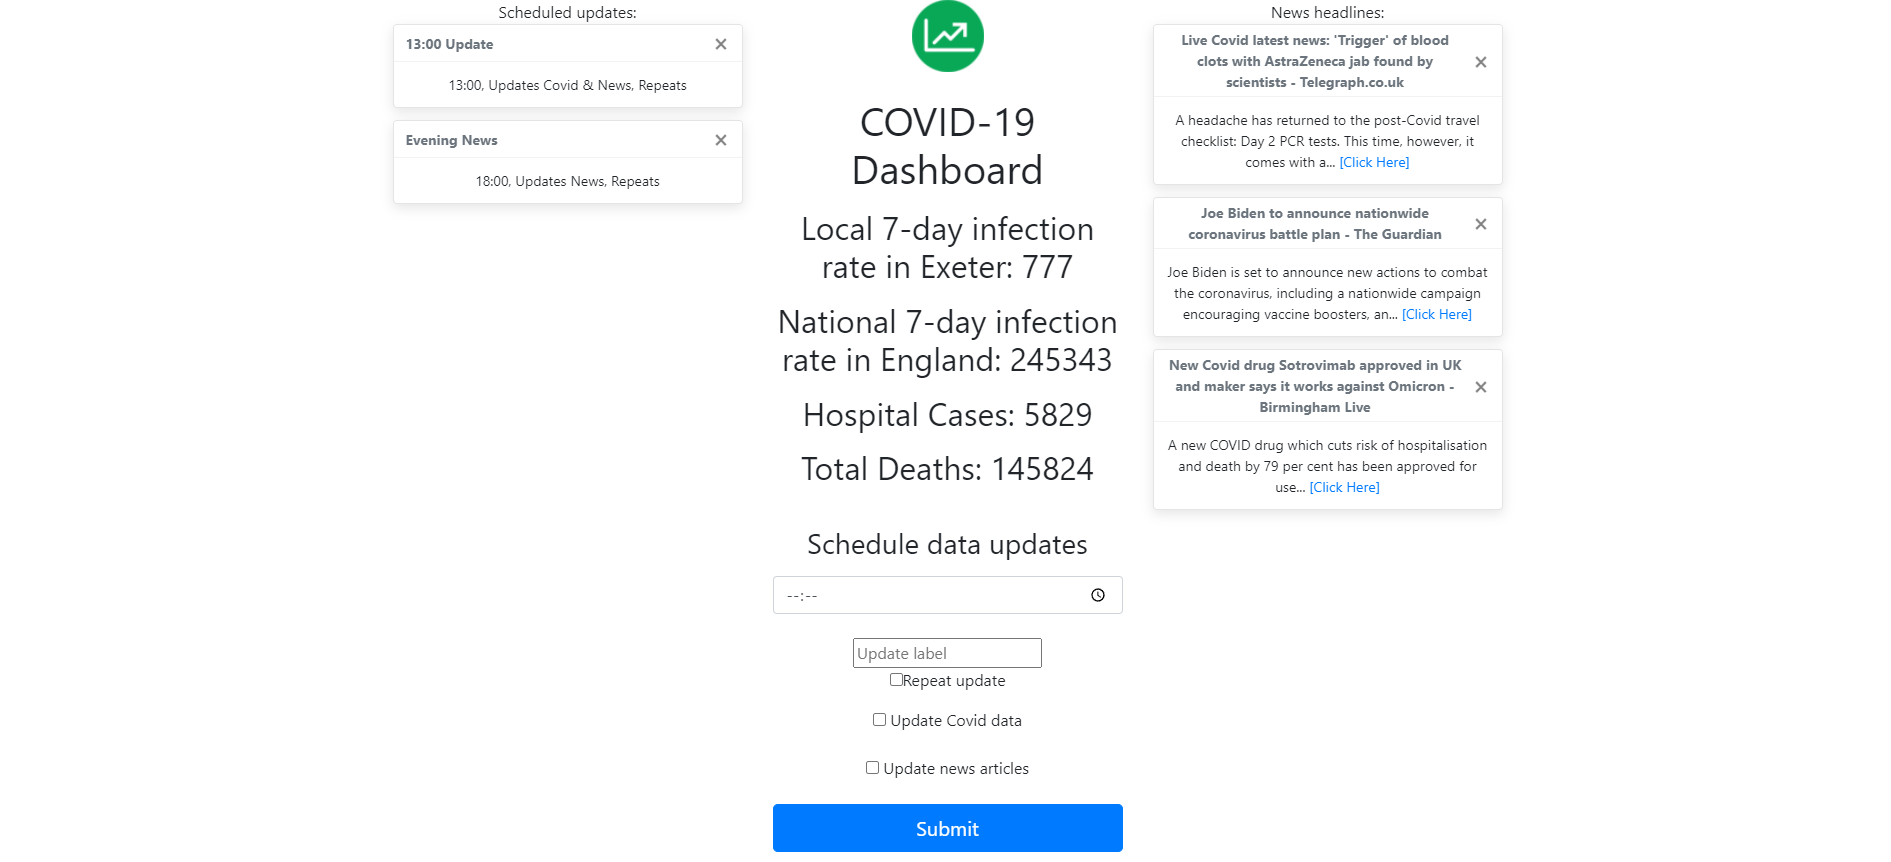 Scheduled updates:
13:00 Update ×
13:00, Updates Covid & News, Repeats
Evening News ×
18:00, Updates News, Repeats
COVID-19
Dashboard
Local 7-day infection
rate in Exeter: 777
National 7-day infection
rate in England: 245343
Hospital Cases: 5829
Total Deaths: 145824
Schedule data updates
--:--
Update label
Repeat update
Update Covid data
Update news articles
Submit
News headlines:
Live Covid latest news: 'Trigger' of blood
clots with AstraZeneca jab found by
scientists - Telegraph.co.uk
×
A headache has returned to the post-Covid travel
checklist: Day 2 PCR tests. This time, however, it
comes with a... [Click Here]
Joe Biden to announce nationwide
coronavirus battle plan - The Guardian
×
Joe Biden is set to announce new actions to combat
the coronavirus, including a nationwide campaign
encouraging vaccine boosters, an... [Click Here]
New Covid drug Sotrovimab approved in UK
and maker says it works against Omicron -
Birmingham Live
×
A new COVID drug which cuts risk of hospitalisation
and death by 79 per cent has been approved for
use... [Click Here]